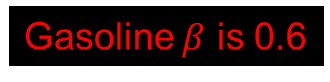 Gasoline β is 0.6